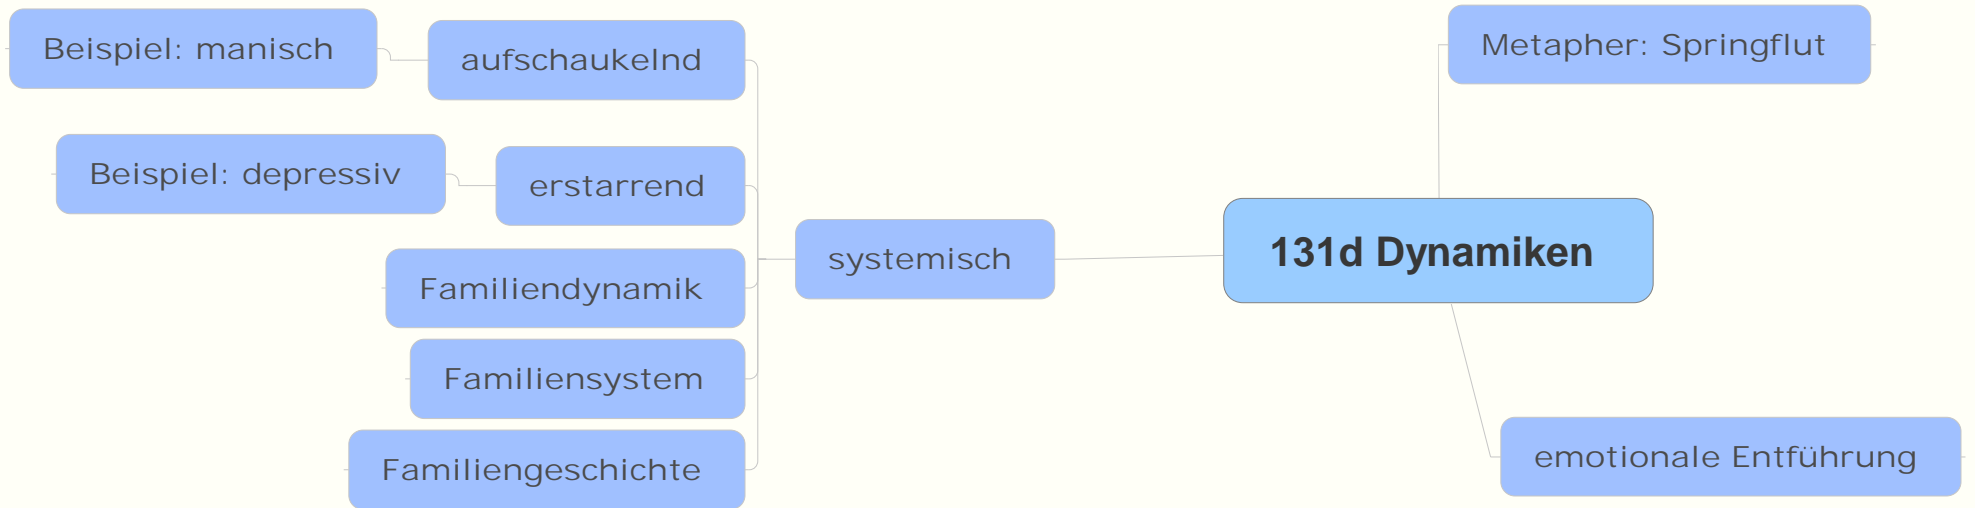 Beispiel: manisch
aufschaukelnd
Beispiel: depressiv
erstarrend
Familiendynamik
Familiensystem
Familiengeschichte
systemisch
131d Dynamiken
Metapher: Springflut
emotionale Entführung